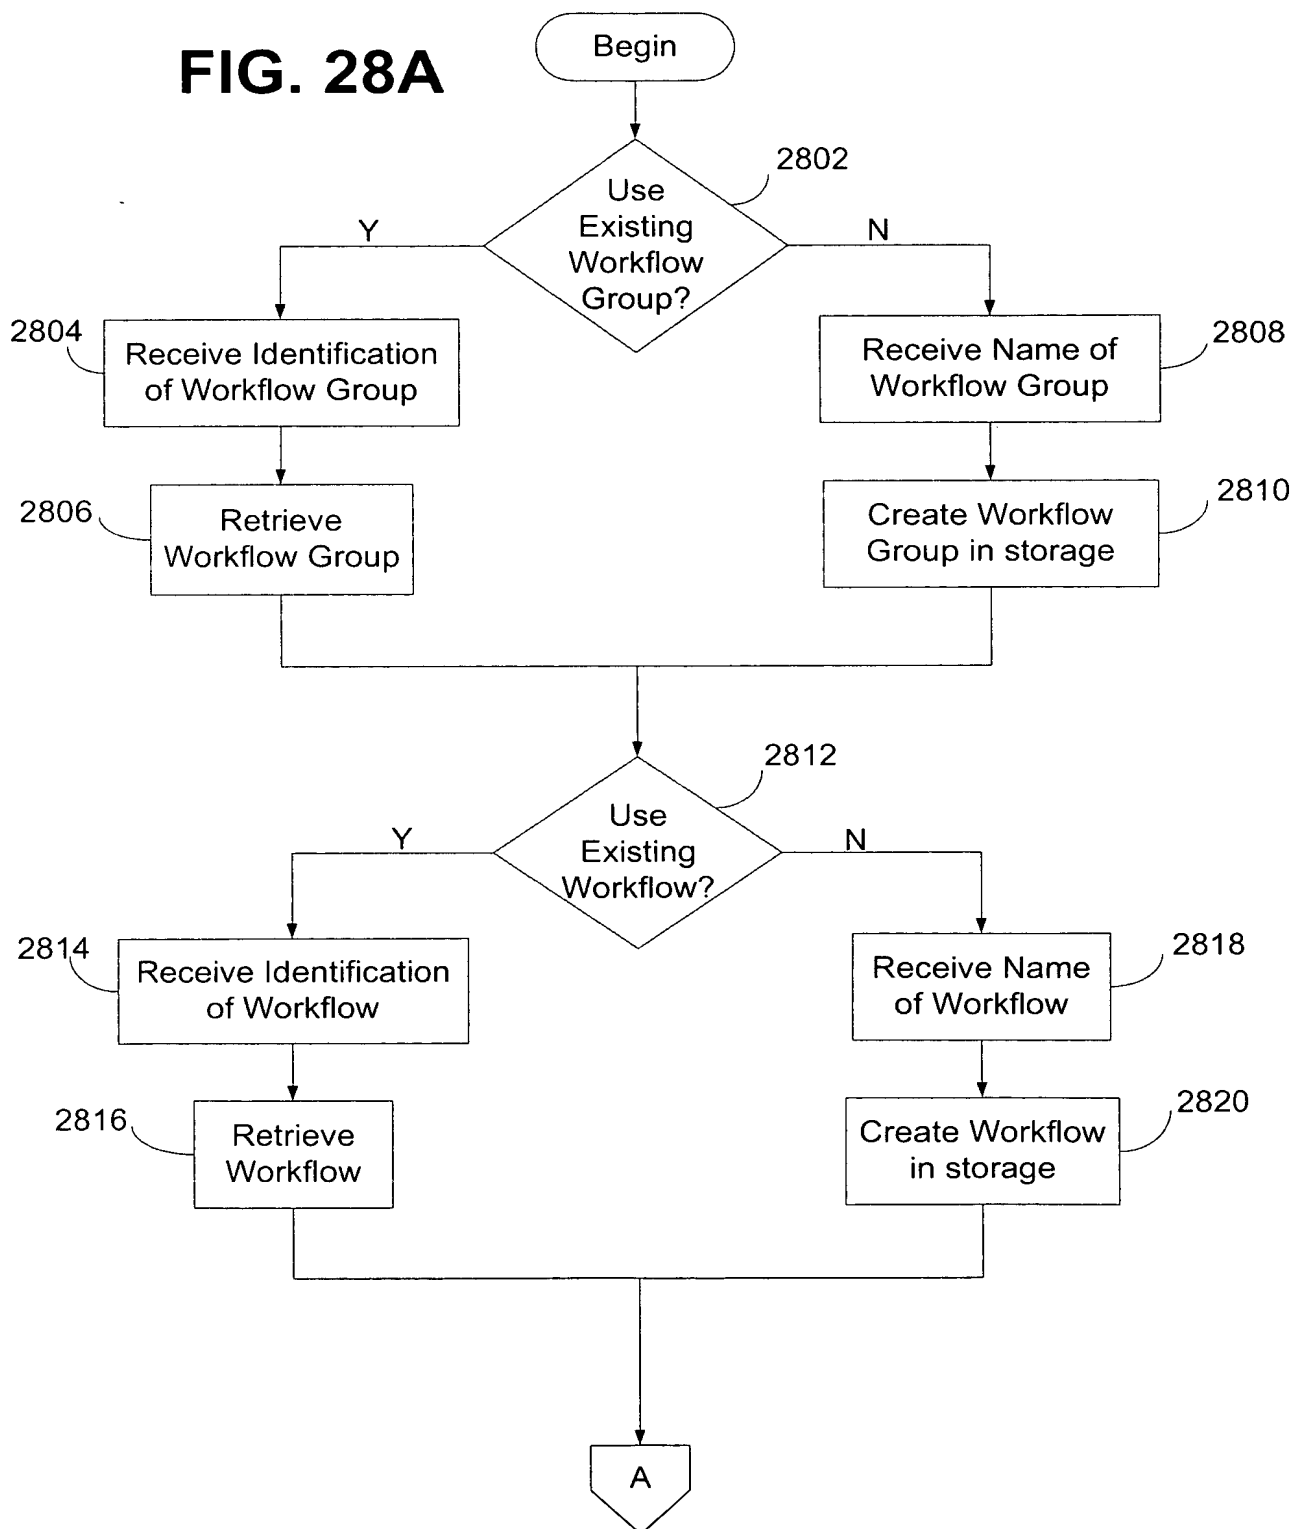 FIG. 28A
Begin
2802
Use
Existing
Workflow
Group?
Y
N
2804
Receive Identification
of Workflow Group
2808
Receive Name of
Workflow Group
2806
Retrieve
Workflow Group
2810
Create Workflow
Group in storage
2812
Use
Existing
Workflow?
Y
N
2814
Receive Identification
of Workflow
2818
Receive Name
of Workflow
2816
Retrieve
Workflow
2820
Create Workflow
in storage
A